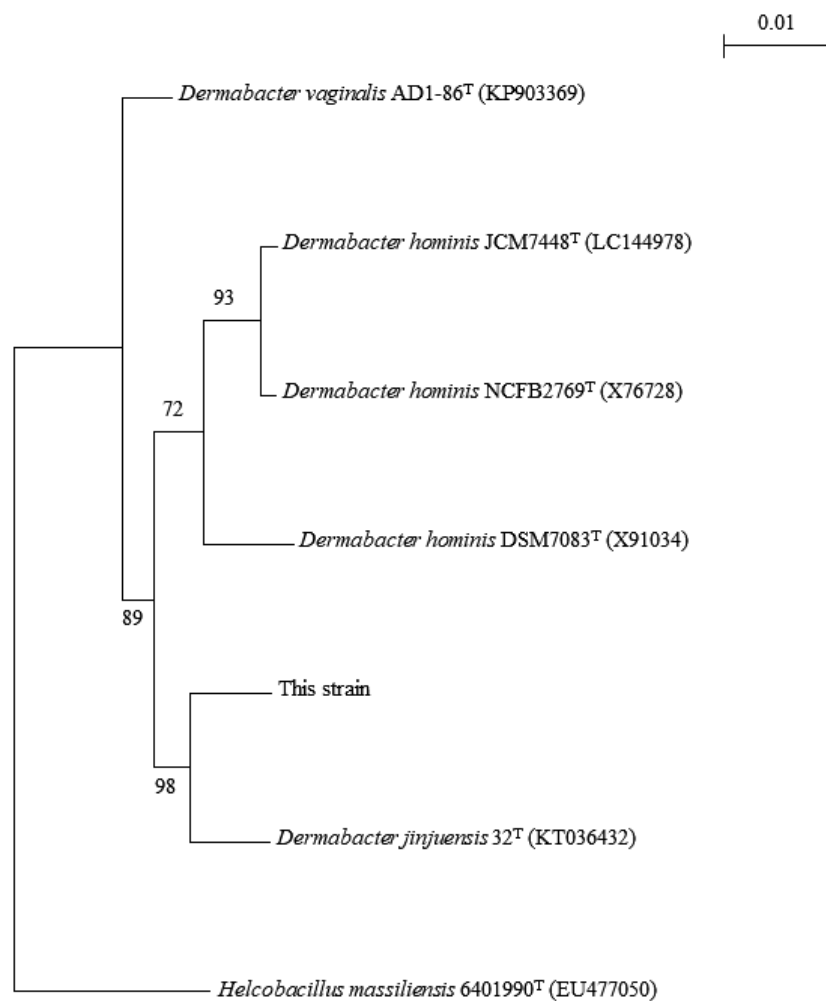 0.01
Dermabacter vaginalis AD1-86ᵀ (KP903369)
Dermabacter hominis JCM7448ᵀ (LC144978)
93
Dermabacter hominis NCFB2769ᵀ (X76728)
72
Dermabacter hominis DSM7083ᵀ (X91034)
89
This strain
98
Dermabacter jinjuensis 32ᵀ (KT036432)
Helcobacillus massiliensis 6401990ᵀ (EU477050)